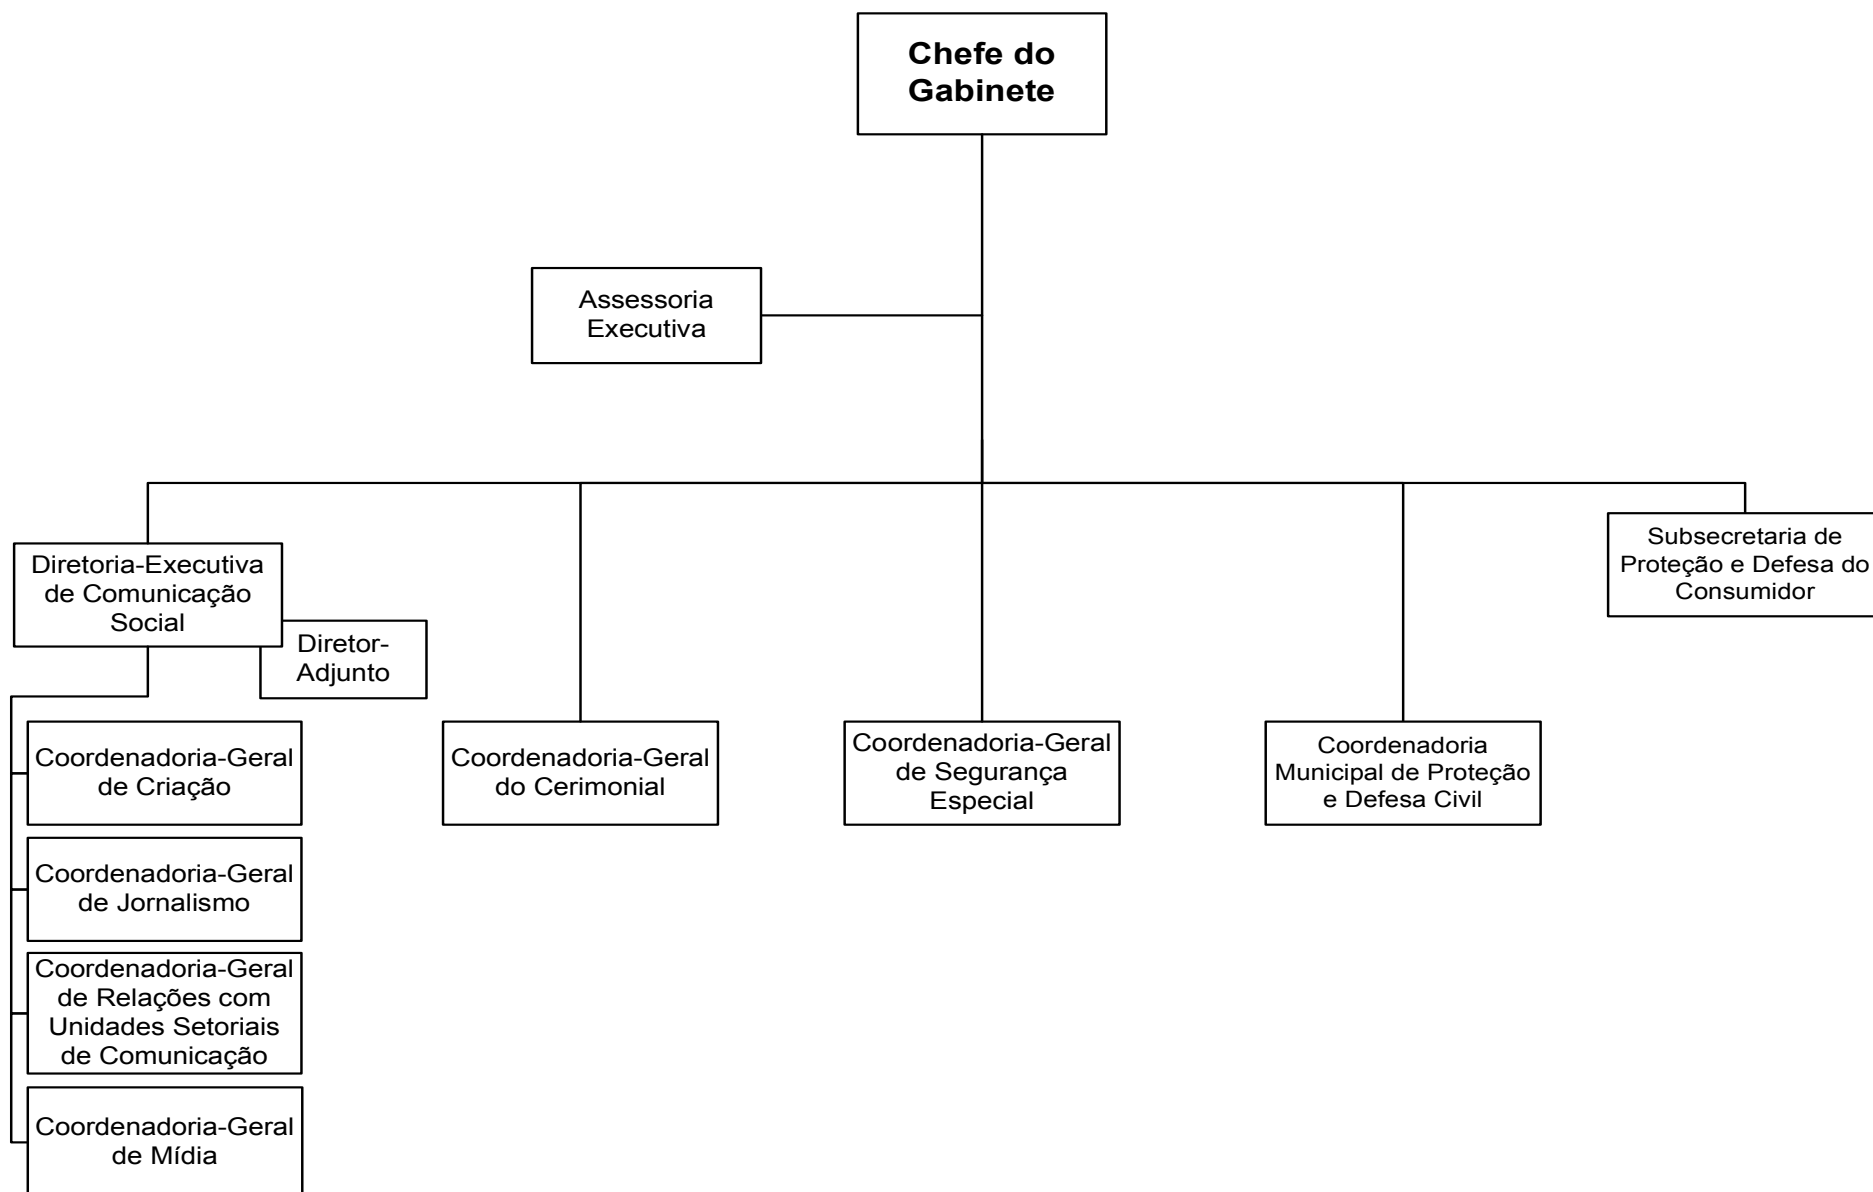 Chefe do
Gabinete
Assessoria
Executiva
Diretoria-Executiva
de Comunicação
Social
Diretor-
Adjunto
Subsecretaria de
Proteção e Defesa do
Consumidor
Coordenadoria-Geral
de Criação
Coordenadoria-Geral
do Cerimonial
Coordenadoria-Geral
de Segurança
Especial
Coordenadoria
Municipal de Proteção
e Defesa Civil
Coordenadoria-Geral
de Jornalismo
Coordenadoria-Geral
de Relações com
Unidades Setoriais
de Comunicação
Coordenadoria-Geral
de Mídia